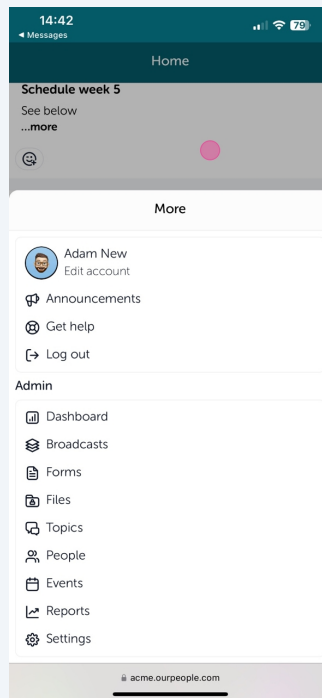 14:42
79
◀ Messages
Home
Schedule week 5
See below
...more
More
Adam New
Edit account
Announcements
Get help
Log out
Admin
Dashboard
Broadcasts
Forms
Files
Topics
People
Events
Reports
Settings
acme.ourpeople.com